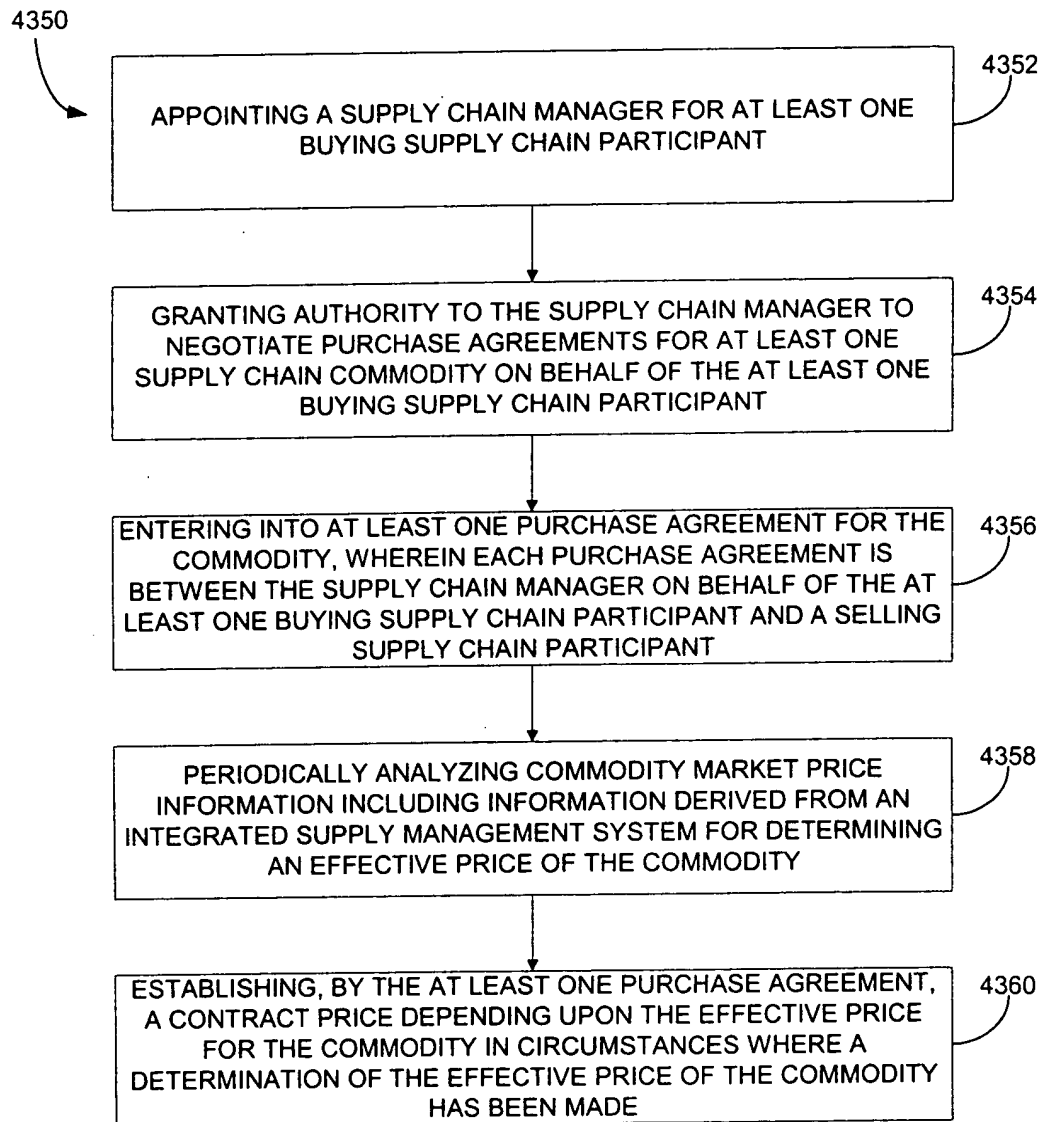 4350
4352
APPOINTING A SUPPLY CHAIN MANAGER FOR AT LEAST ONE
BUYING SUPPLY CHAIN PARTICIPANT
4354
GRANTING AUTHORITY TO THE SUPPLY CHAIN MANAGER TO
NEGOTIATE PURCHASE AGREEMENTS FOR AT LEAST ONE
SUPPLY CHAIN COMMODITY ON BEHALF OF THE AT LEAST ONE
BUYING SUPPLY CHAIN PARTICIPANT
4356
ENTERING INTO AT LEAST ONE PURCHASE AGREEMENT FOR THE
COMMODITY, WHEREIN EACH PURCHASE AGREEMENT IS
BETWEEN THE SUPPLY CHAIN MANAGER ON BEHALF OF THE AT
LEAST ONE BUYING SUPPLY CHAIN PARTICIPANT AND A SELLING
SUPPLY CHAIN PARTICIPANT
4358
PERIODICALLY ANALYZING COMMODITY MARKET PRICE
INFORMATION INCLUDING INFORMATION DERIVED FROM AN
INTEGRATED SUPPLY MANAGEMENT SYSTEM FOR DETERMINING
AN EFFECTIVE PRICE OF THE COMMODITY
4360
ESTABLISHING, BY THE AT LEAST ONE PURCHASE AGREEMENT,
A CONTRACT PRICE DEPENDING UPON THE EFFECTIVE PRICE
FOR THE COMMODITY IN CIRCUMSTANCES WHERE A
DETERMINATION OF THE EFFECTIVE PRICE OF THE COMMODITY
HAS BEEN MADE